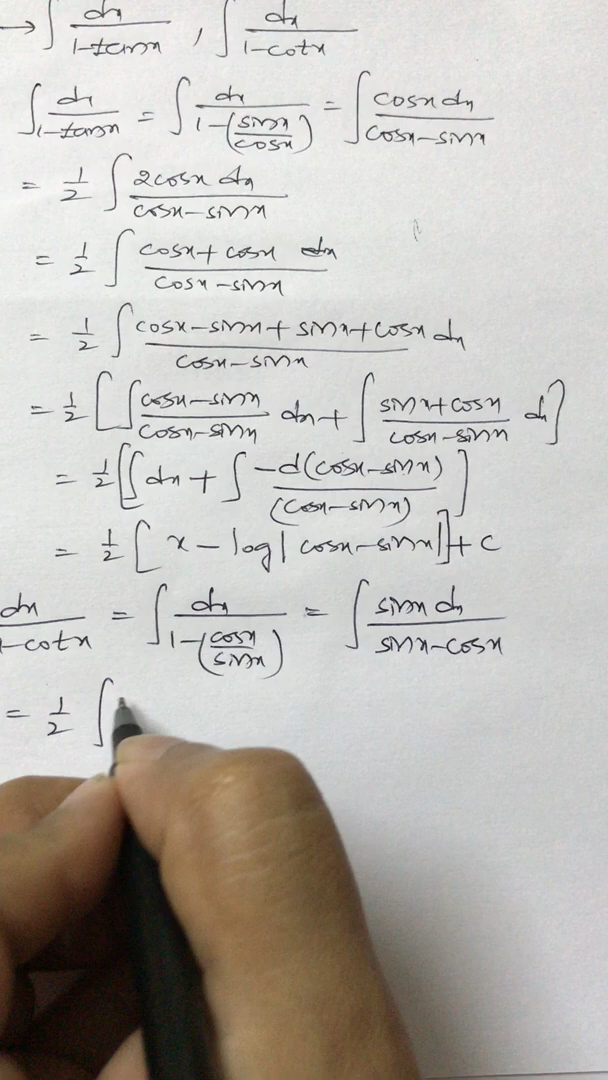 → ∫ dx/(1-tanx) , ∫ dx/(1-cotx)
∫ dx/(1-tanx) = ∫ dx/(1-(sinx/cosx)) = ∫ cosx dx/(cosx-sinx)
= 1/2 ∫ 2cosx dx/(cosx-sinx)
= 1/2 ∫ (cosx+cosx dx)/(cosx-sinx)
= 1/2 ∫ (cosx-sinx+sinx+cosx dx)/(cosx-sinx)
= 1/2 [ ∫ (cosx-sinx)/(cosx-sinx) dx + ∫ (sinx+cosx)/(cosx-sinx) dx ]
= 1/2 [ ∫ dx + ∫ -d(cosx-sinx)/(cosx-sinx) ]
= 1/2 [ x - log|cosx-sinx| ] + c
dx/(1-cotx) = ∫ dx/(1-(cosx/sinx)) = ∫ sinx dx/(sinx-cosx)
= 1/2 ∫